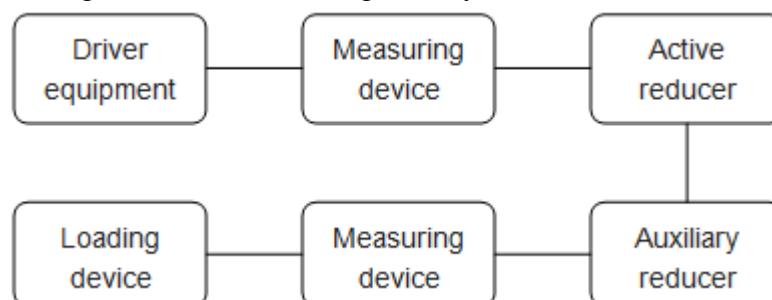 Driver
equipment
Measuring
device
Active
reducer
Loading
device
Measuring
device
Auxiliary
reducer